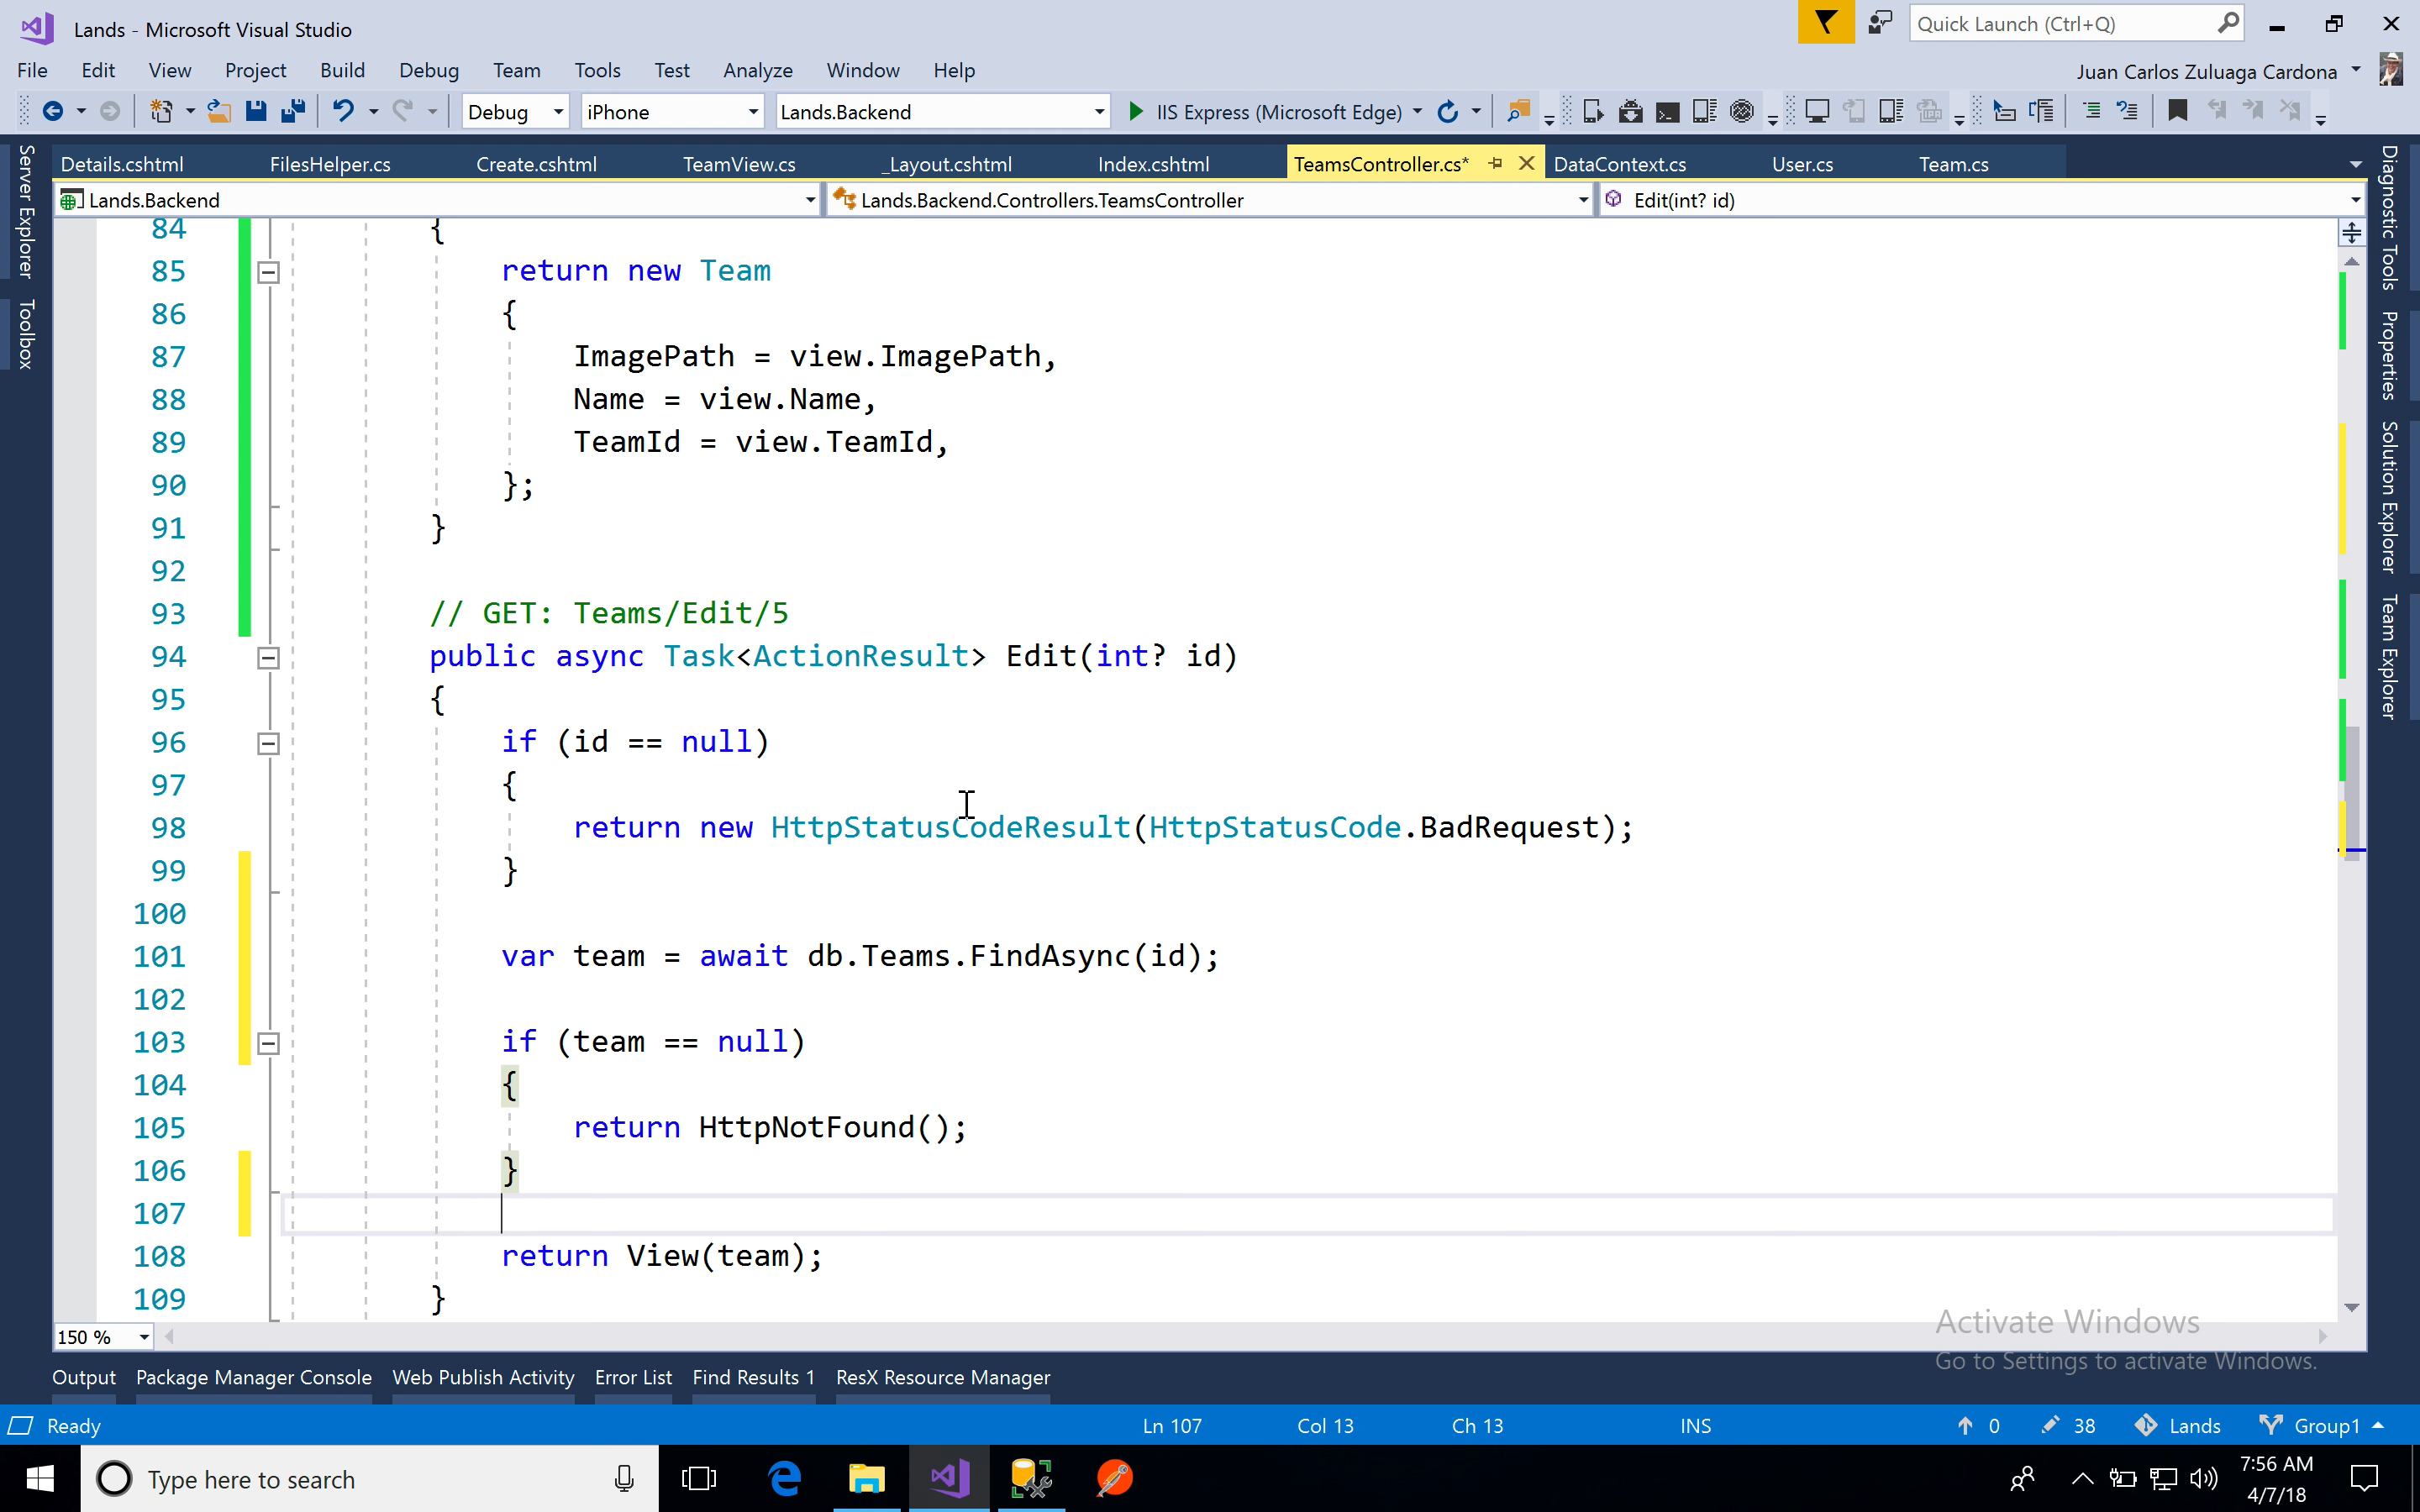 Lands - Microsoft Visual Studio
Quick Launch (Ctrl+Q)
File Edit View Project Build Debug Team Tools Test Analyze Window Help
Juan Carlos Zuluaga Cardona
Debug iPhone Lands.Backend IIS Express (Microsoft Edge)
Details.cshtml FilesHelper.cs Create.cshtml TeamView.cs _Layout.cshtml Index.cshtml TeamsController.cs* DataContext.cs User.cs Team.cs
Lands.Backend Lands.Backend.Controllers.TeamsController Edit(int? id)
Server Explorer
Toolbox
Diagnostic Tools
Properties
Solution Explorer
Team Explorer
84 {
85 return new Team
86 {
87 ImagePath = view.ImagePath,
88 Name = view.Name,
89 TeamId = view.TeamId,
90 };
91 }
92
93 // GET: Teams/Edit/5
94 public async Task<ActionResult> Edit(int? id)
95 {
96 if (id == null)
97 {
98 return new HttpStatusCodeResult(HttpStatusCode.BadRequest);
99 }
100
101 var team = await db.Teams.FindAsync(id);
102
103 if (team == null)
104 {
105 return HttpNotFound();
106 }
107
108 return View(team);
109 }
150 %
Activate Windows
Go to Settings to activate Windows.
Output Package Manager Console Web Publish Activity Error List Find Results 1 ResX Resource Manager
Ready Ln 107 Col 13 Ch 13 INS 0 38 Lands Group1
Type here to search
7:56 AM
4/7/18